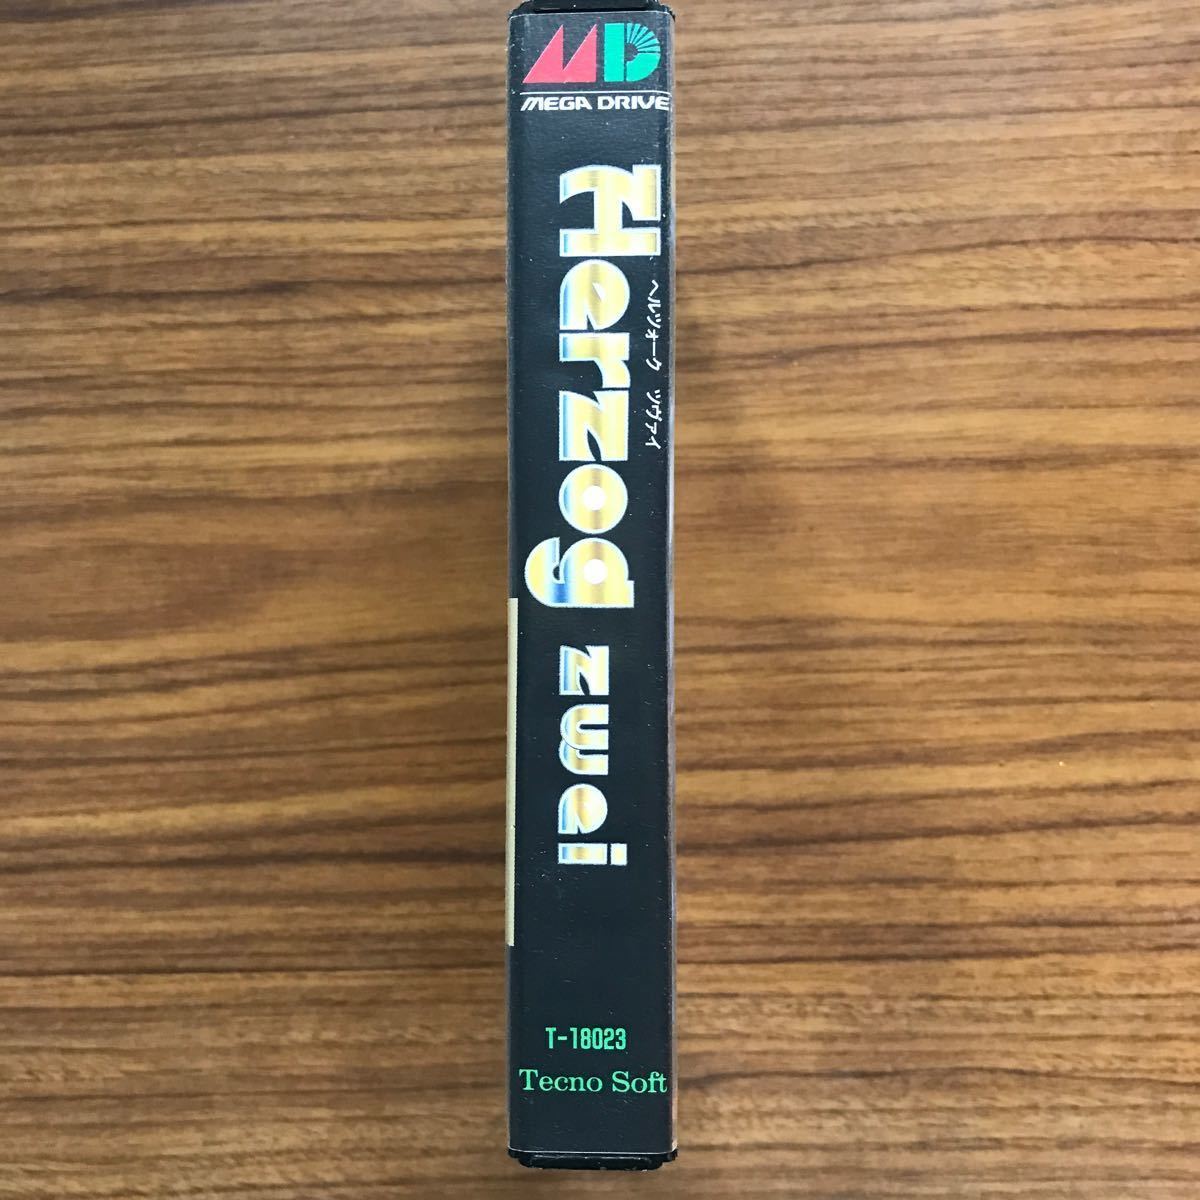 MD
MEGA DRIVE
Herzog zwei
ヘルツォーク ツヴァイ
T-18023
Tecno Soft